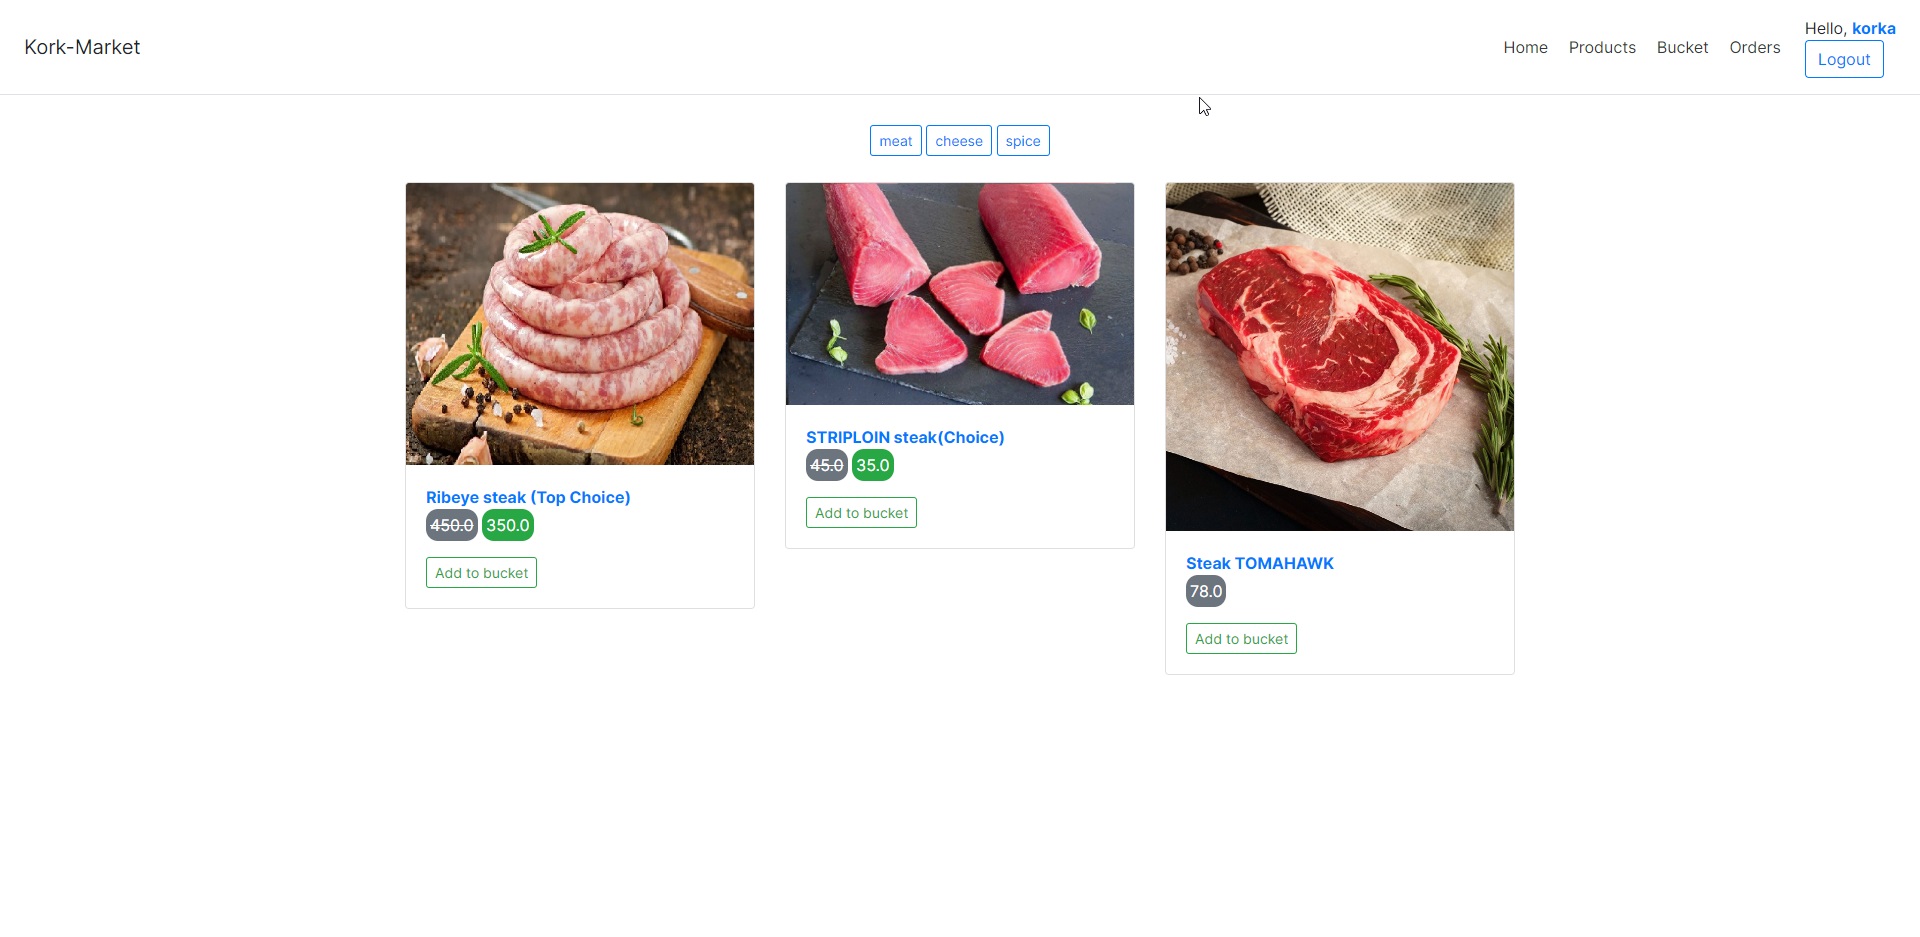 Kork-Market
Home
Products
Bucket
Orders
Hello, korka
Logout
meat
cheese
spice
Ribeye steak (Top Choice)
450.0 350.0
Add to bucket
STRIPLOIN steak(Choice)
45.0 35.0
Add to bucket
Steak TOMAHAWK
78.0
Add to bucket